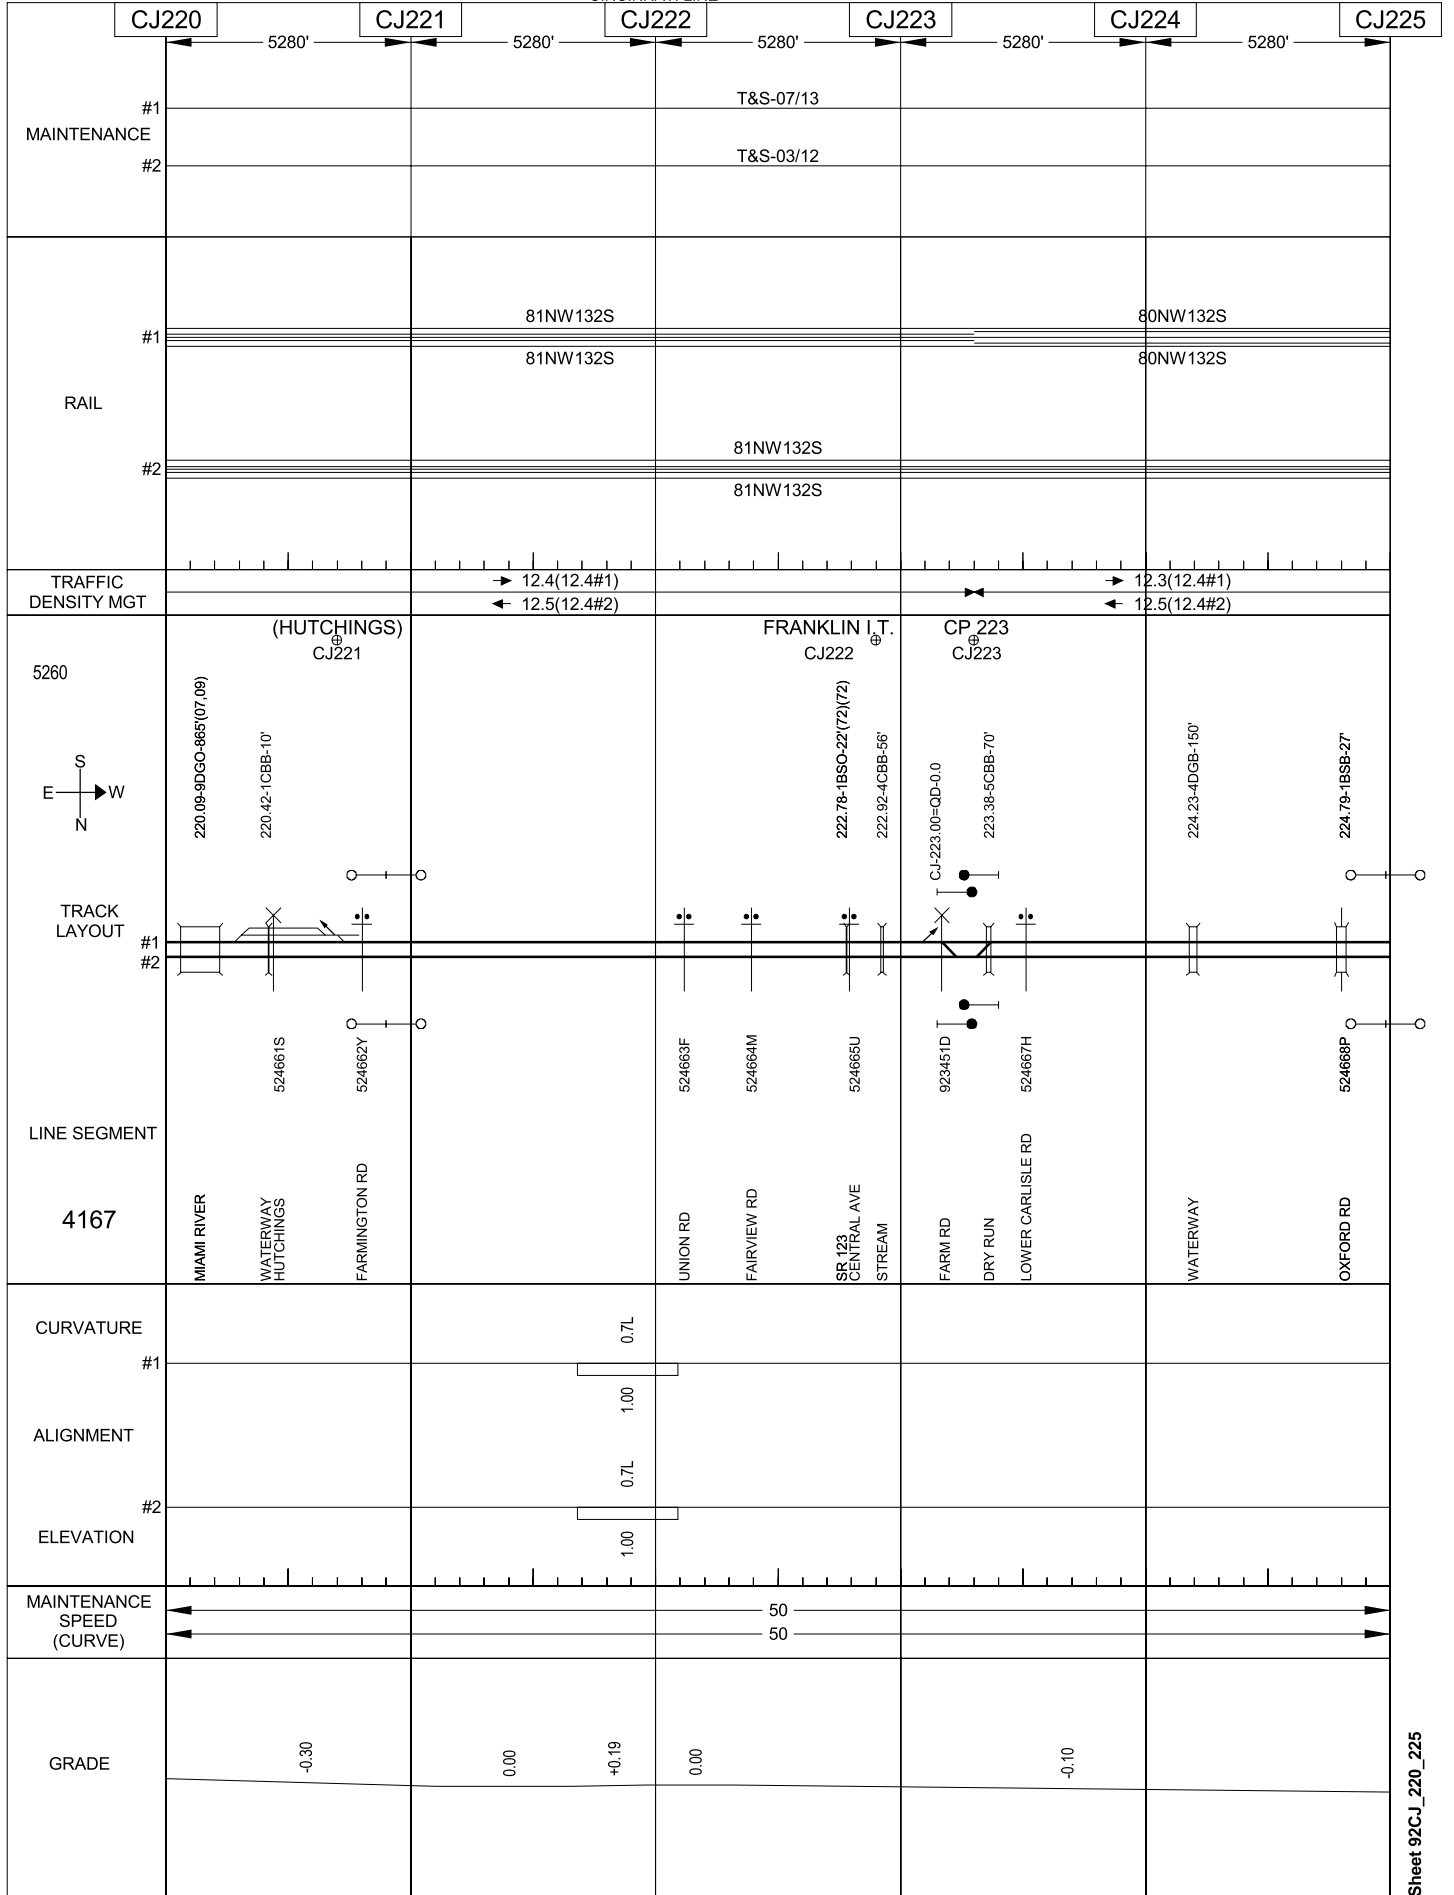 CJ220 CJ221 CJ222 CJ223 CJ224 CJ225
5280' 5280' 5280' 5280' 5280'
T&S-07/13
#1
MAINTENANCE
T&S-03/12
#2
81NW132S 80NW132S
#1
81NW132S 80NW132S
RAIL
81NW132S
#2
81NW132S
TRAFFIC
DENSITY MGT
12.4(12.4#1) 12.3(12.4#1)
12.5(12.4#2) 12.5(12.4#2)
(HUTCHINGS) FRANKLIN I.T. CP 223
CJ221 CJ222 CJ223
5260
S
E W
N
220.09-9DGO-865'(07,09)
220.42-1CBB-10'
222.78-1BSO-22'(72)(72)
222.92-4CBB-56'
CJ-223.00=QD-0.0
223.38-5CBB-70'
224.23-4DGB-150'
224.79-1BSB-27'
TRACK
LAYOUT
#1
#2
524661S
524662Y
524663F
524664M
524665U
923451D
524667H
524668P
LINE SEGMENT
4167
MIAMI RIVER
WATERWAY
HUTCHINGS
FARMINGTON RD
UNION RD
FAIRVIEW RD
SR 123
CENTRAL AVE
STREAM
FARM RD
DRY RUN
LOWER CARLISLE RD
WATERWAY
OXFORD RD
CURVATURE
0.7L
#1
1.00
ALIGNMENT
0.7L
#2
1.00
ELEVATION
MAINTENANCE
SPEED
(CURVE)
50
50
GRADE
-0.30
0.00
+0.19
0.00
-0.10
Sheet 92CJ_220_225